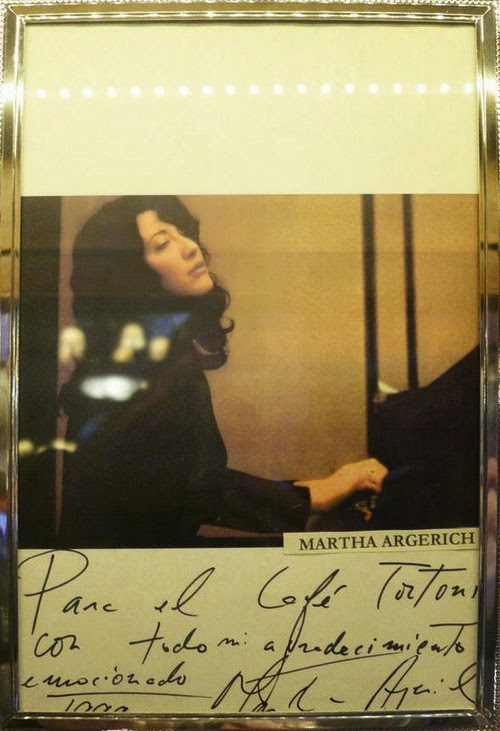 MARTHA ARGERICH
Para el Café Tortoni
con todo mi agradecimiento
emocionado